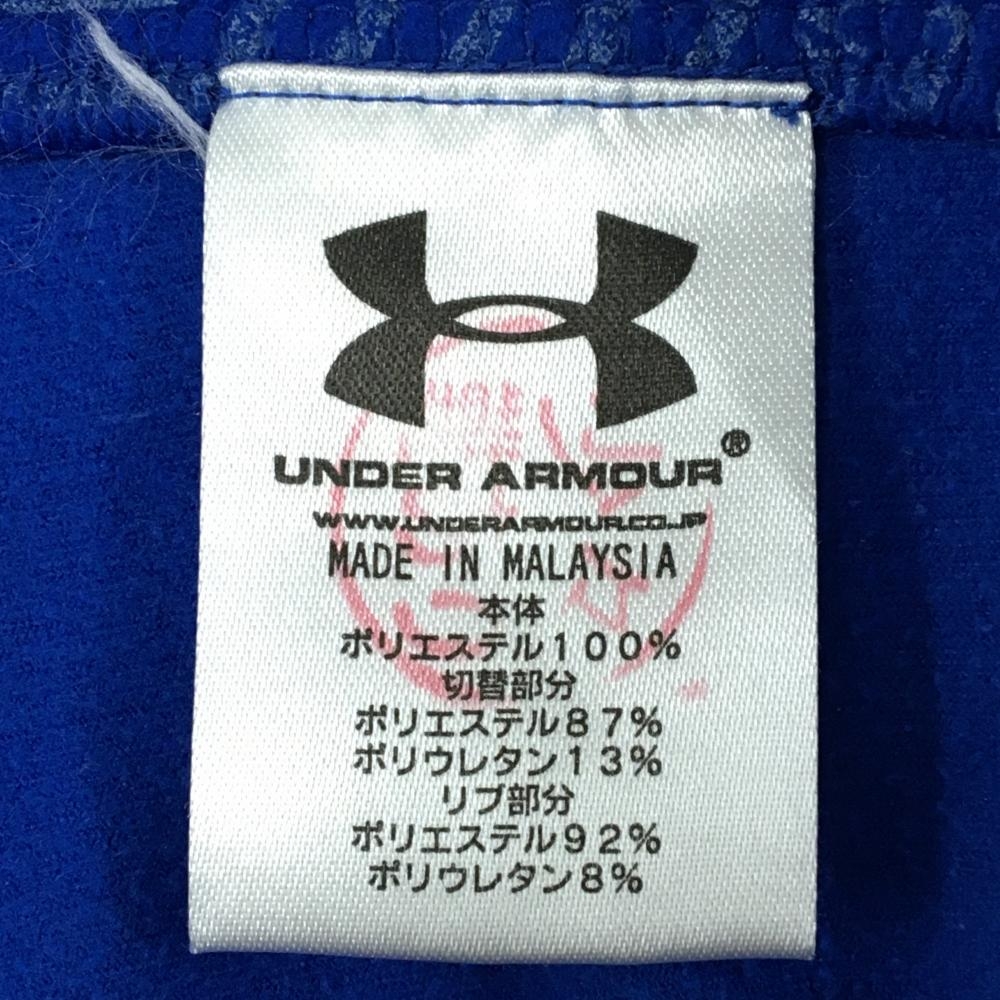 UNDER ARMOUR®
WWW.UNDERARMOUR.CO.JP
MADE IN MALAYSIA
本体
ポリエステル100%
切替部分
ポリエステル87%
ポリウレタン13%
リブ部分
ポリエステル92%
ポリウレタン8%